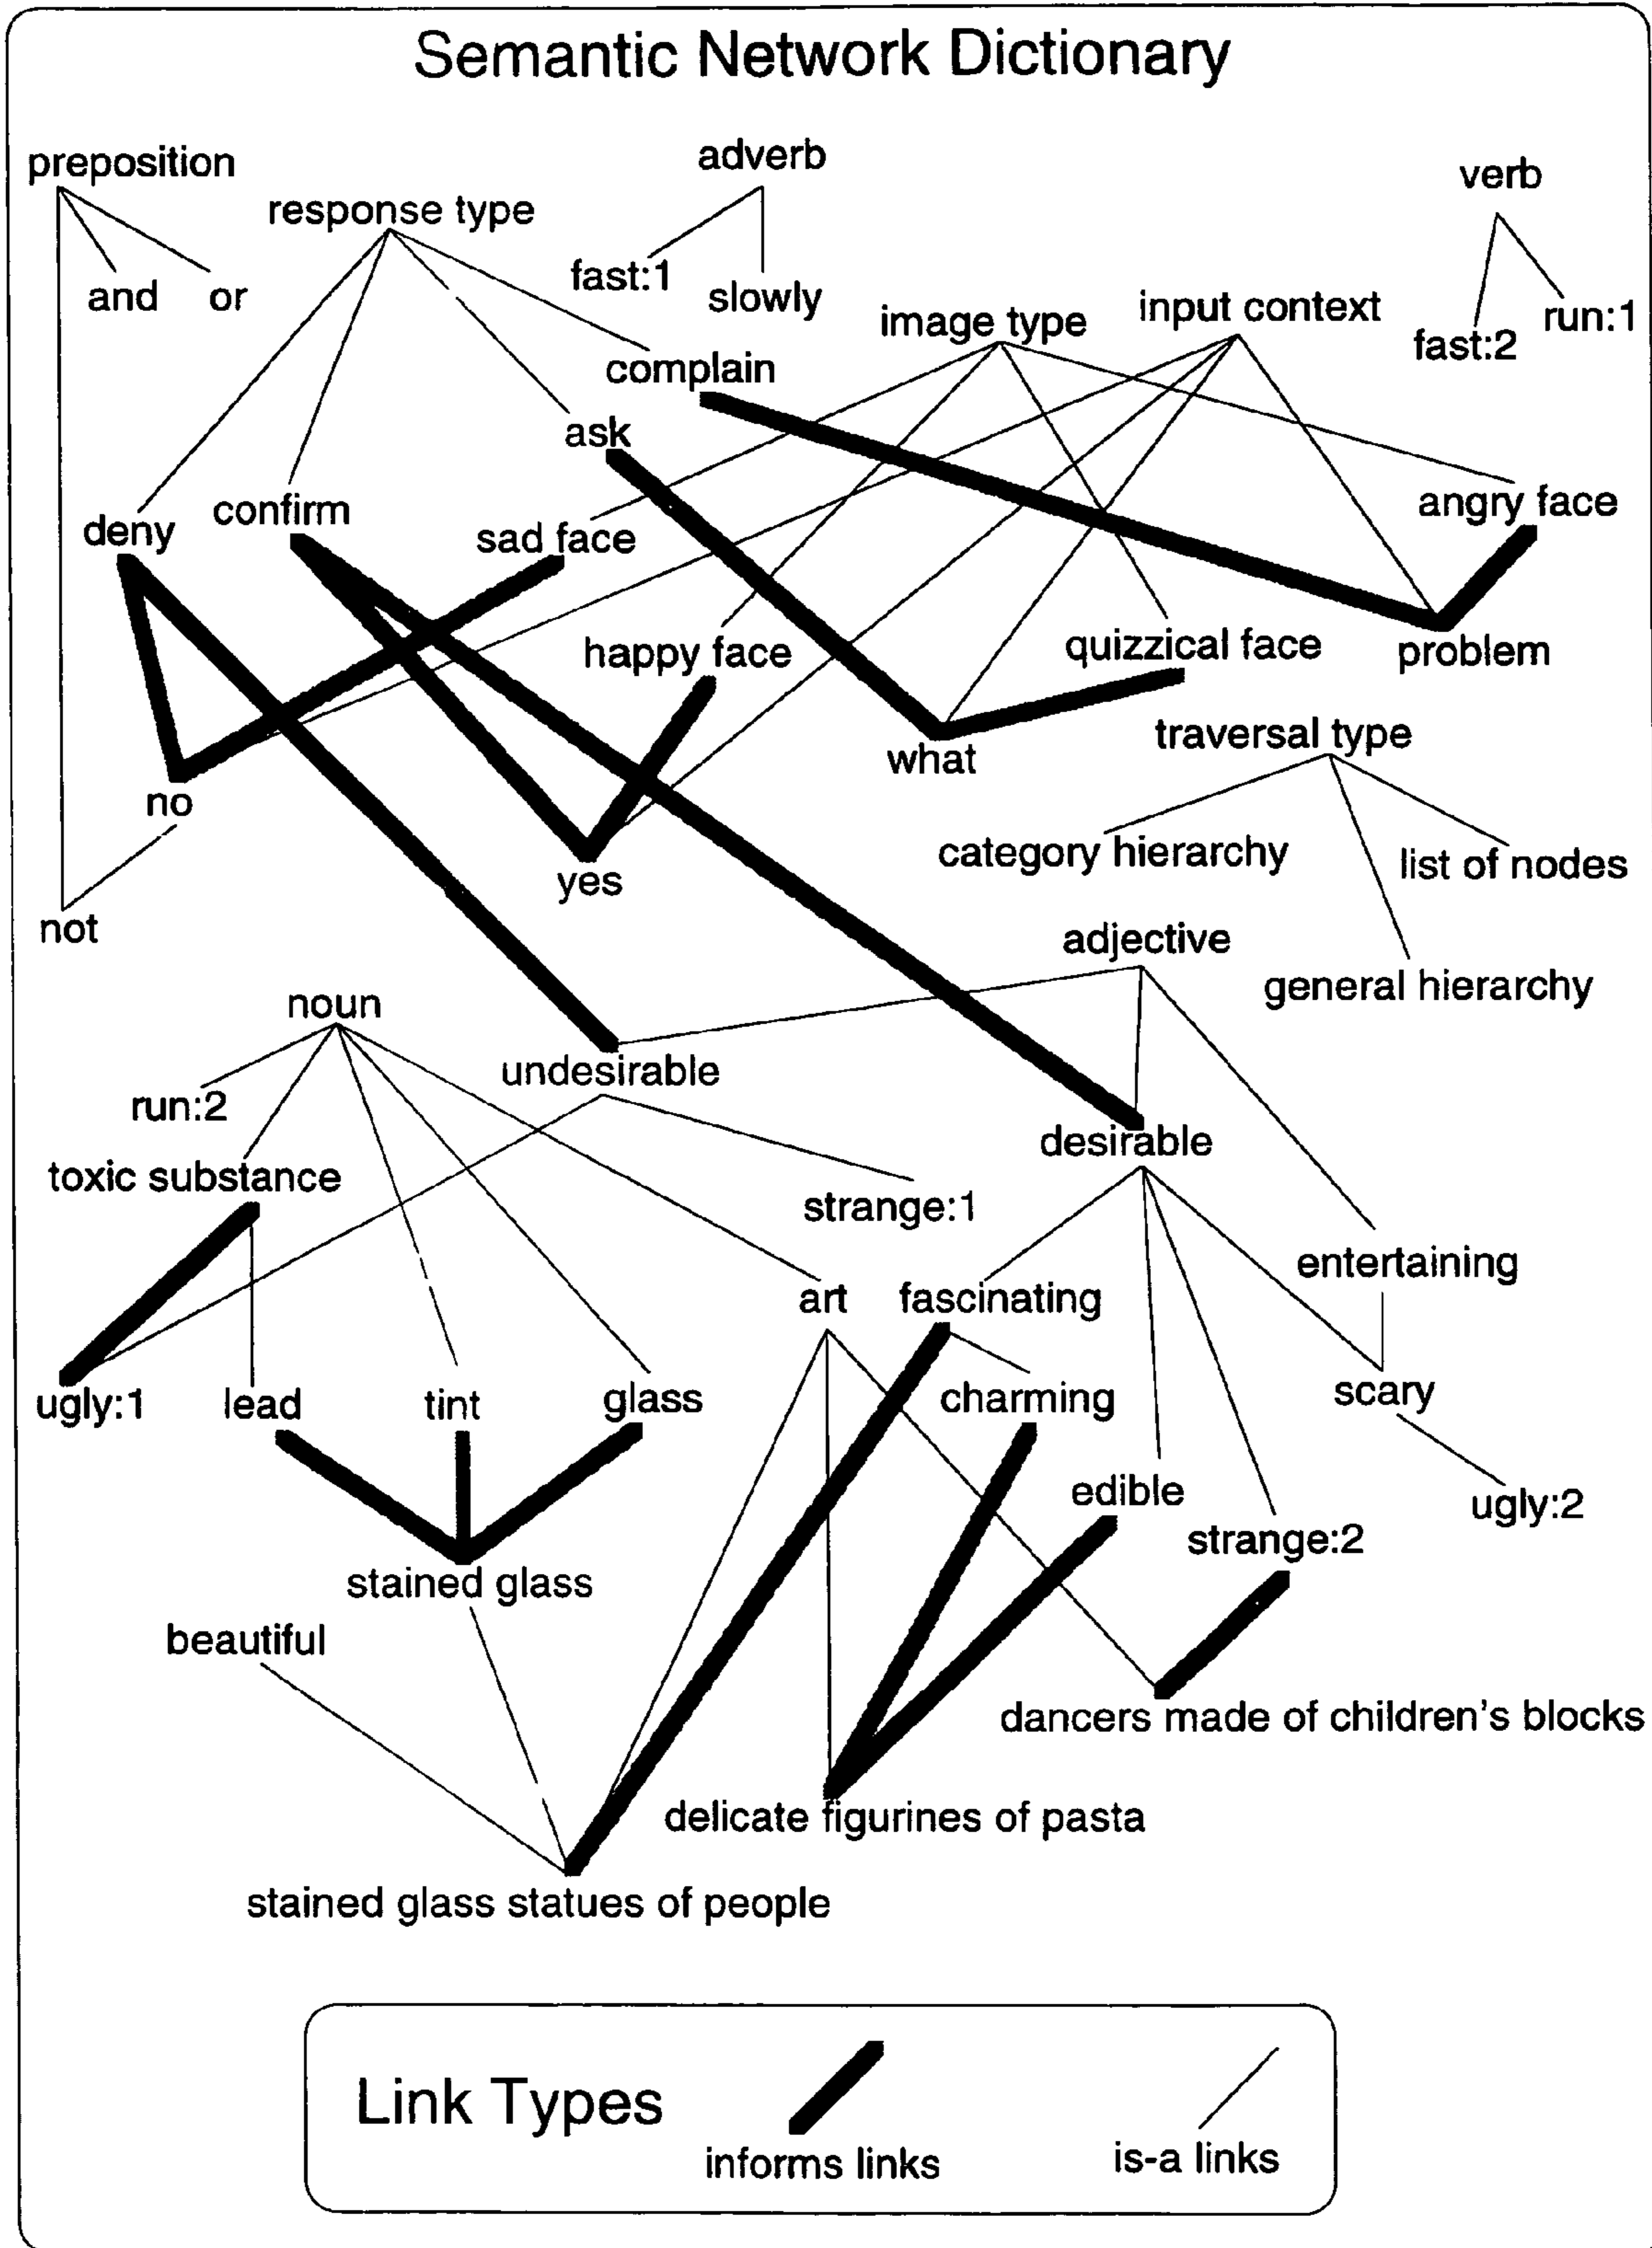 Semantic Network Dictionary
preposition
adverb
verb
response type
and
or
fast:1
slowly
image type
input context
run:1
fast:2
complain
ask
deny
confirm
sad face
angry face
happy face
quizzical face
problem
what
traversal type
no
yes
category hierarchy
list of nodes
not
adjective
general hierarchy
noun
undesirable
run:2
desirable
toxic substance
strange:1
entertaining
art
fascinating
ugly:1
lead
tint
glass
charming
scary
edible
ugly:2
strange:2
stained glass
beautiful
dancers made of children's blocks
delicate figurines of pasta
stained glass statues of people
Link Types
informs links
is-a links